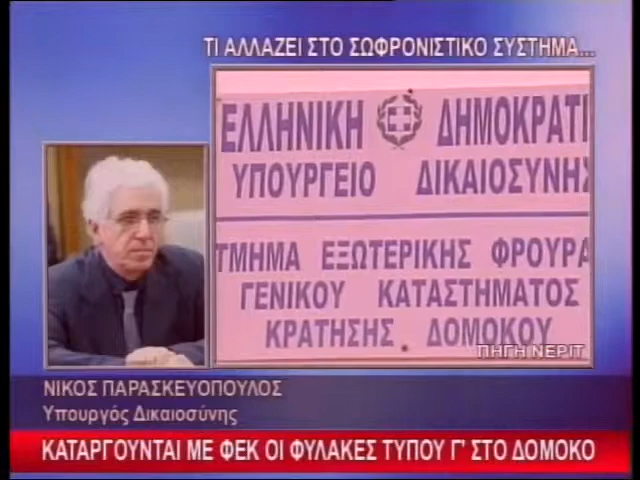 ΤΙ ΑΛΛΑΖΕΙ ΣΤΟ ΣΩΦΡΟΝΙΣΤΙΚΟ ΣΥΣΤΗΜΑ...
ΕΛΛΗΝΙΚΗ ΔΗΜΟΚΡΑΤΙ
ΥΠΟΥΡΓΕΙΟ ΔΙΚΑΙΟΣΥΝΗΣ
ΤΜΗΜΑ ΕΞΩΤΕΡΙΚΗΣ ΦΡΟΥΡΑ
ΓΕΝΙΚΟΥ ΚΑΤΑΣΤΗΜΑΤΟΣ
ΚΡΑΤΗΣΗΣ ΔΟΜΟΚΟΥ
ΠΗΓΗ ΝΕΡΙΤ
ΝΙΚΟΣ ΠΑΡΑΣΚΕΥΟΠΟΥΛΟΣ
Υπουργός Δικαιοσύνης
ΚΑΤΑΡΓΟΥΝΤΑΙ ΜΕ ΦΕΚ ΟΙ ΦΥΛΑΚΕΣ ΤΥΠΟΥ Γ' ΣΤΟ ΔΟΜΟΚΟ